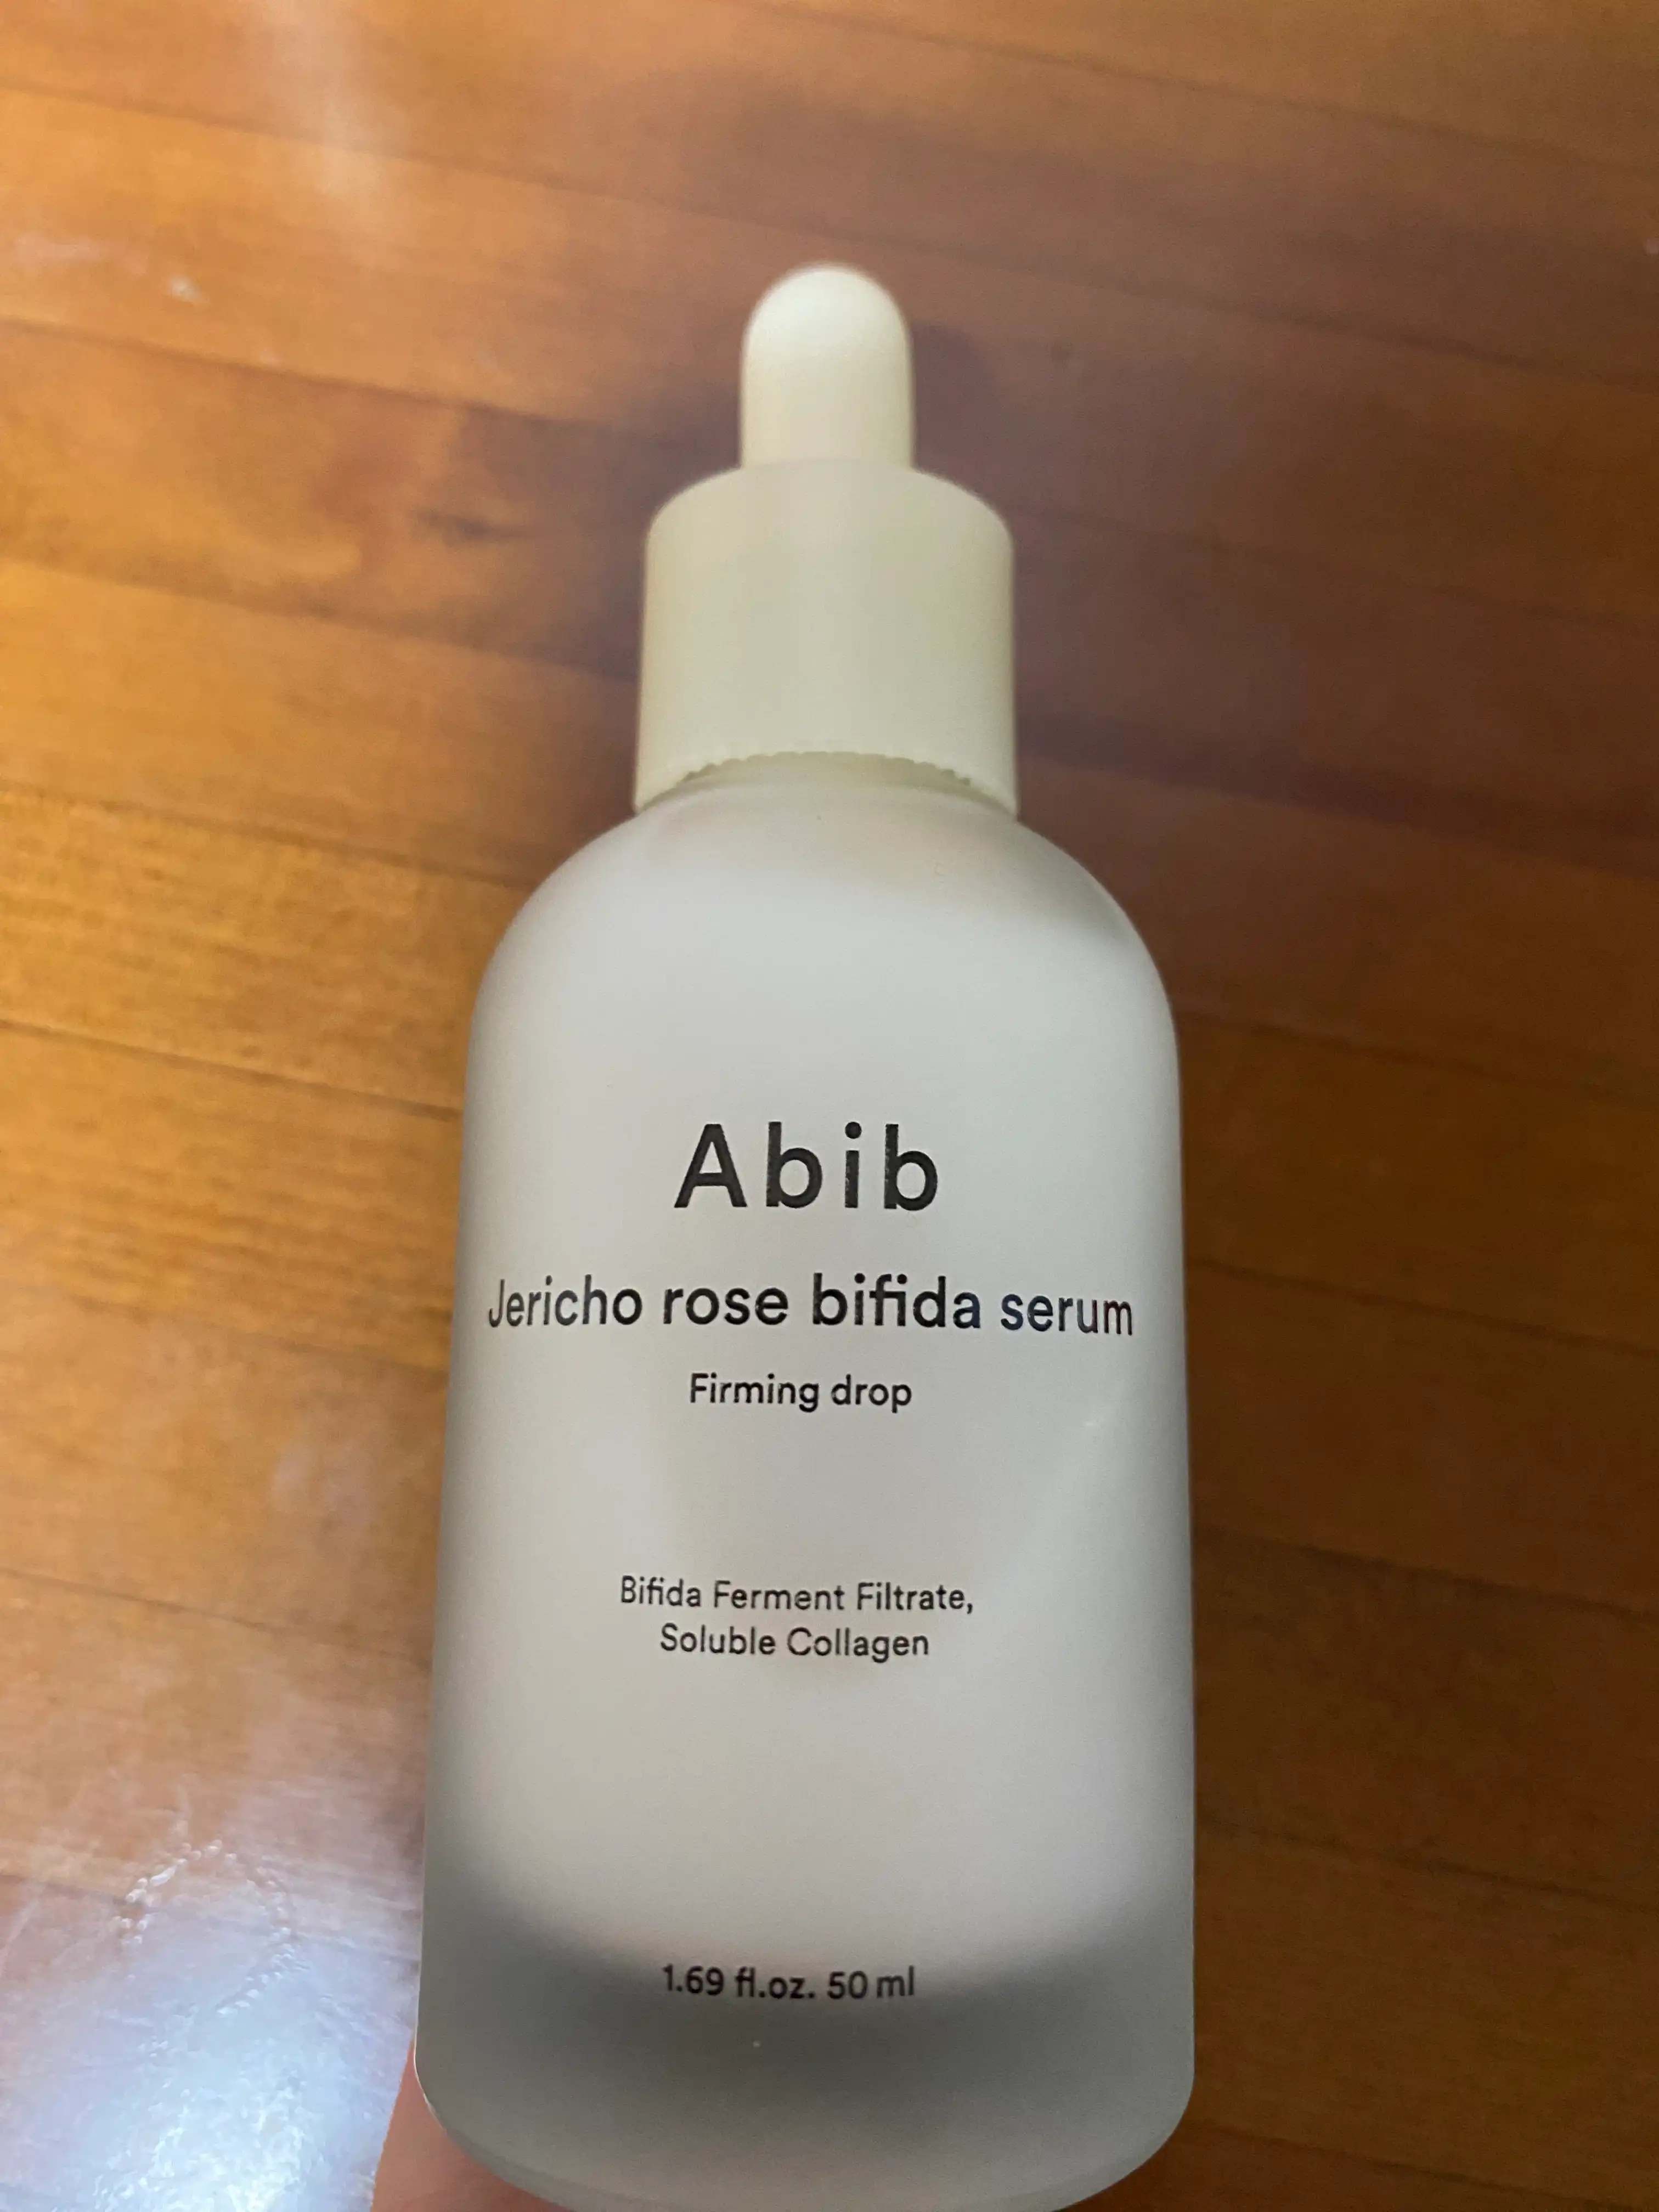 Abib
Jericho rose bifida serum
Firming drop
Bifida Ferment Filtrate,
Soluble Collagen
1.69 fl.oz. 50 ml